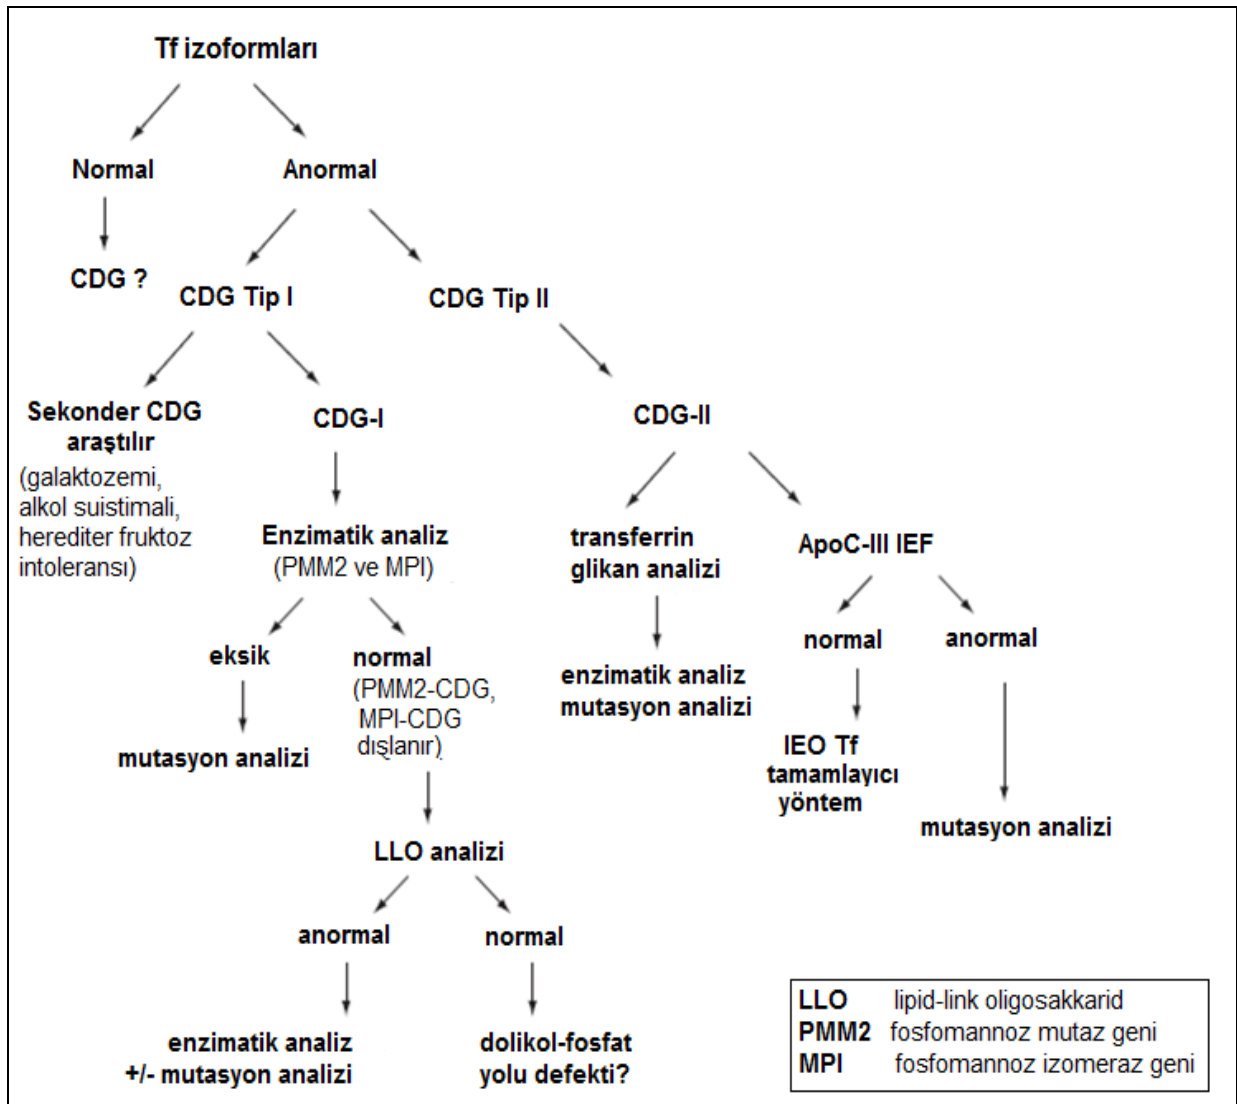 Tf izoformları
Normal
Anormal
CDG ?
CDG Tip I
CDG Tip II
Sekonder CDG
araştılır
(galaktozemi,
alkol suistimali,
herediter fruktoz
intoleransı)
CDG-I
CDG-II
Enzimatik analiz
(PMM2 ve MPI)
transferrin
glikan analizi
ApoC-III IEF
eksik
normal
(PMM2-CDG,
MPI-CDG
dışlanır)
enzimatik analiz
mutasyon analizi
normal
anormal
mutasyon analizi
IEO Tf
tamamlayıcı
yöntem
mutasyon analizi
LLO analizi
anormal
normal
enzimatik analiz
+/- mutasyon analizi
dolikol-fosfat
yolu defekti?
LLO lipid-link oligosakkarid
PMM2 fosfomannoz mutaz geni
MPI fosfomannoz izomeraz geni